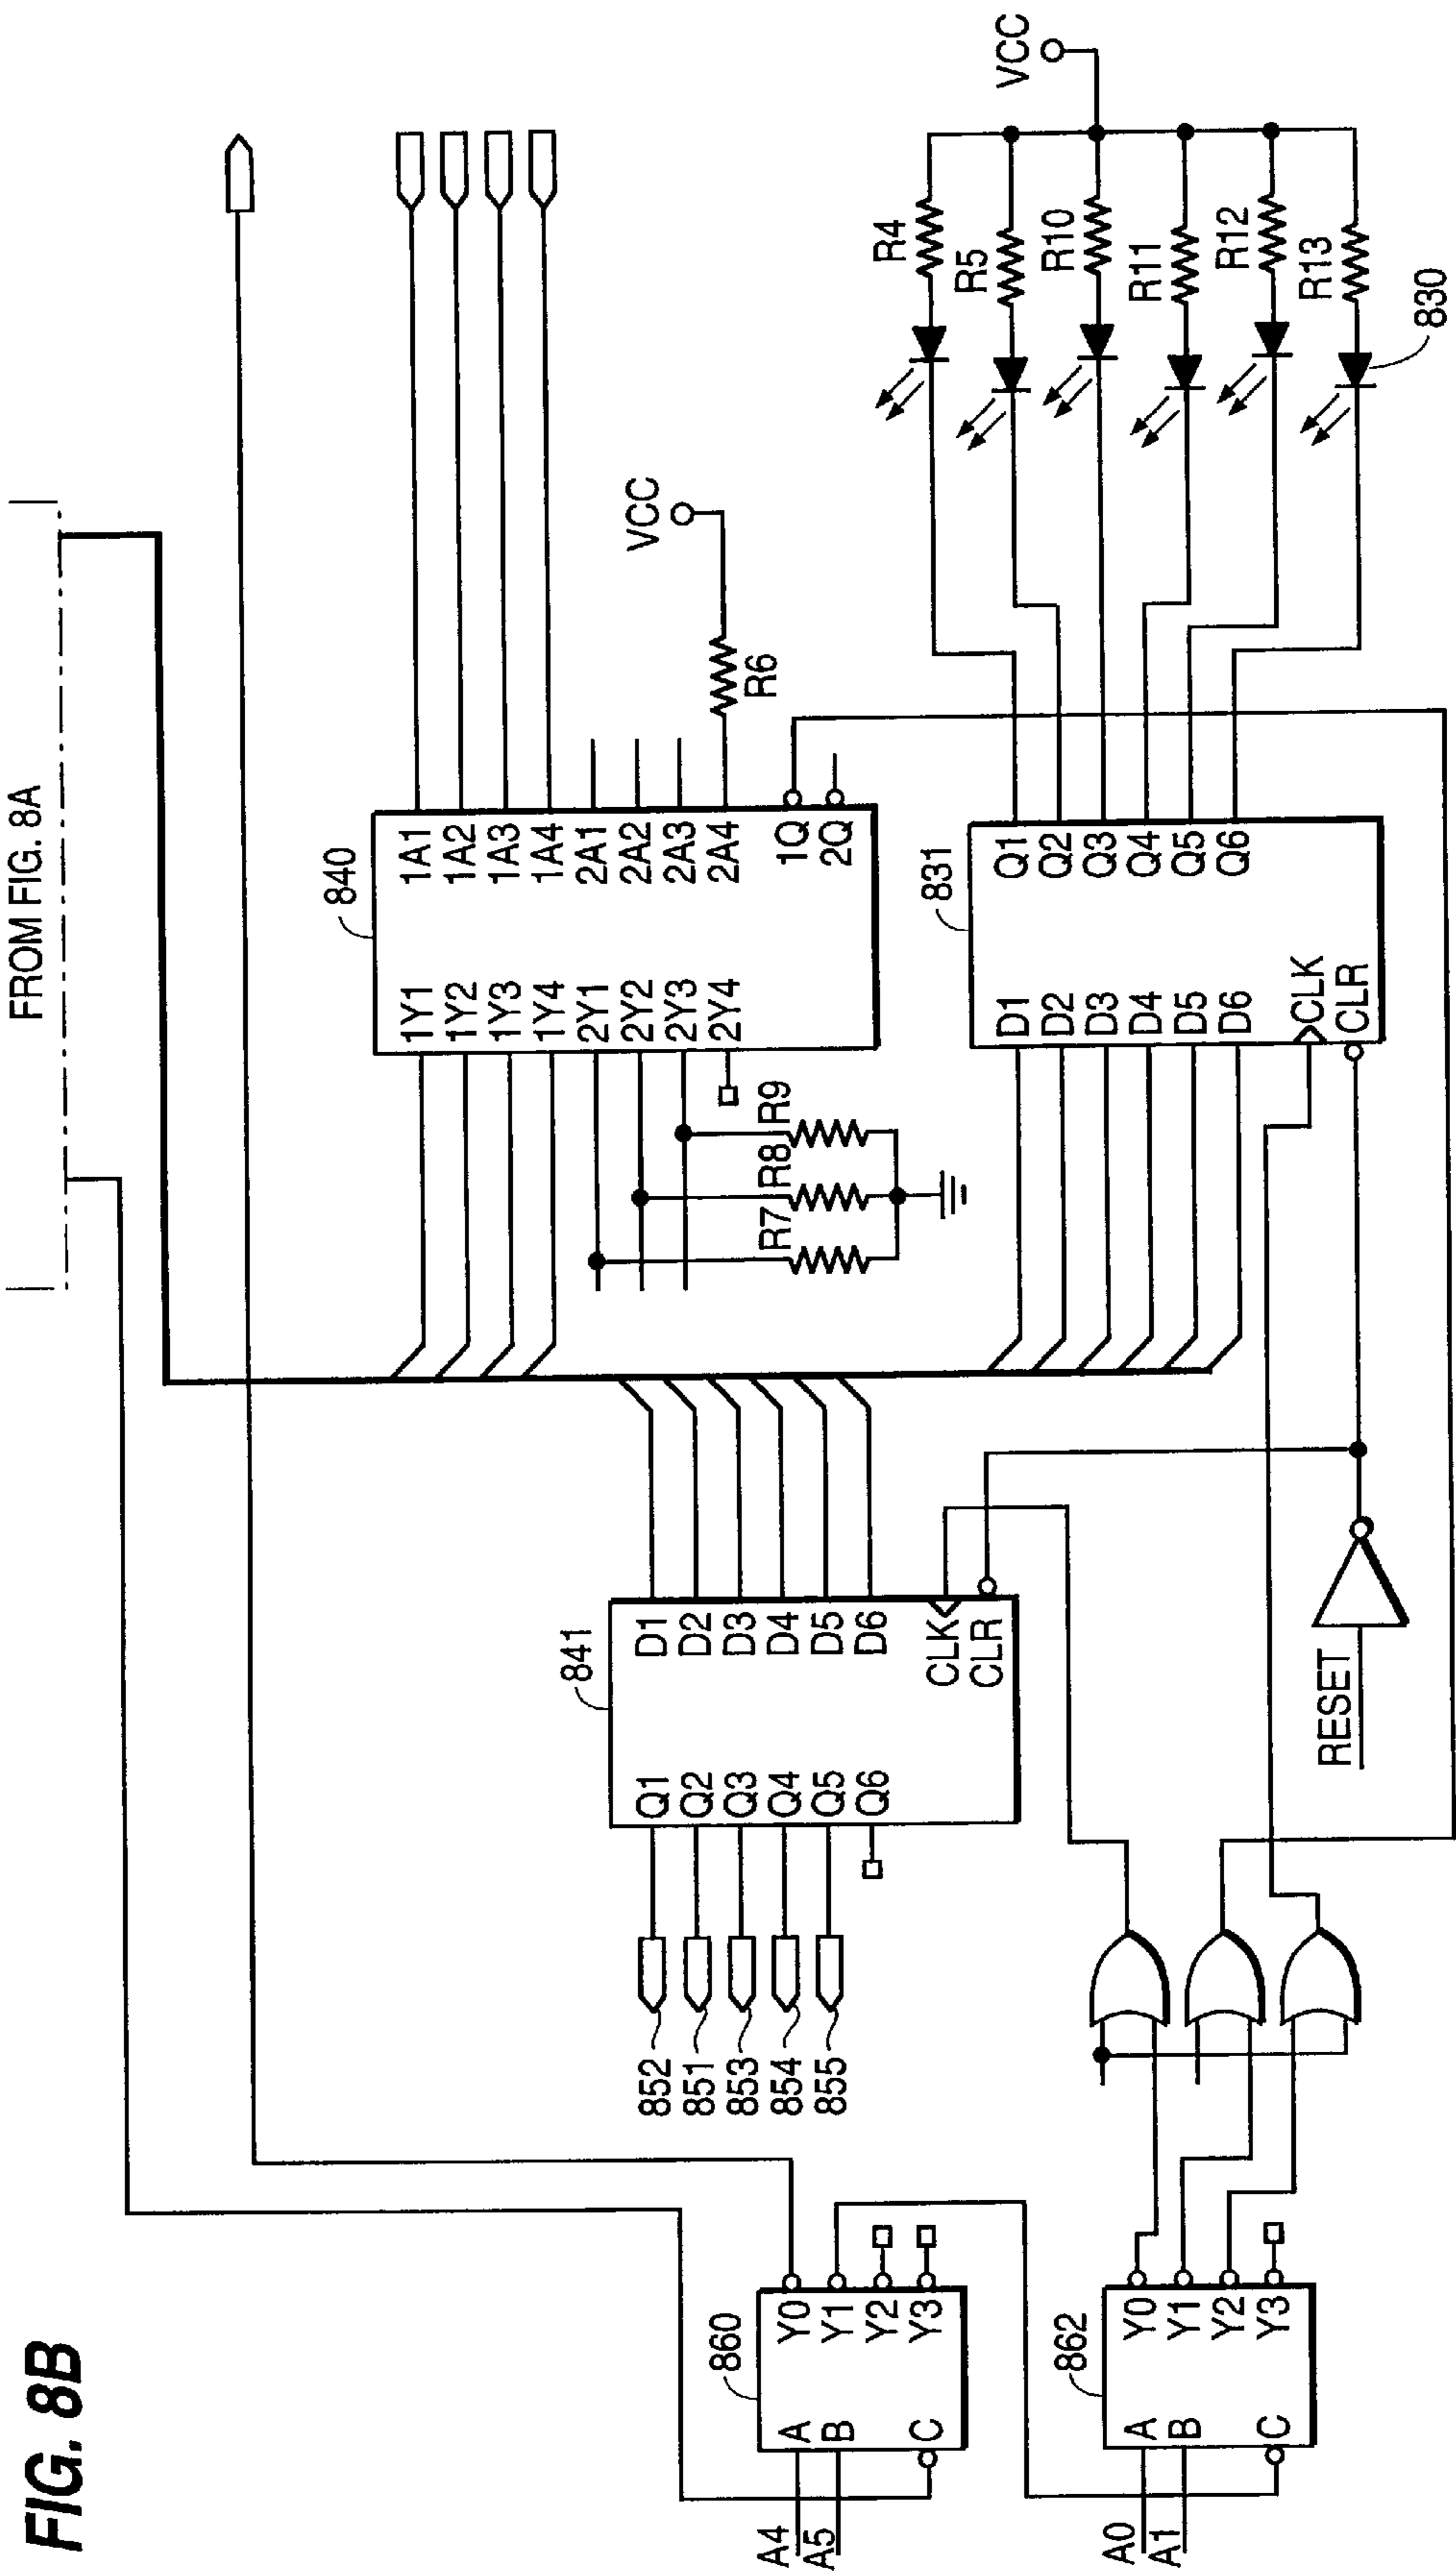 FIG. 8B
FROM FIG. 8A
860
A4
A5
A
B
C
Y0
Y1
Y2
Y3
862
A0
A1
A
B
C
Y0
Y1
Y2
Y3
852
851
853
854
855
841
Q1
Q2
Q3
Q4
Q5
Q6
D1
D2
D3
D4
D5
D6
CLK
CLR
RESET
R7
R8
R9
840
1Y1
1Y2
1Y3
1Y4
2Y1
2Y2
2Y3
2Y4
1A1
1A2
1A3
1A4
2A1
2A2
2A3
2A4
1Q
2Q
R6
VCC
831
D1
D2
D3
D4
D5
D6
CLK
CLR
Q1
Q2
Q3
Q4
Q5
Q6
R4
R5
R10
R11
R12
R13
830
VCC